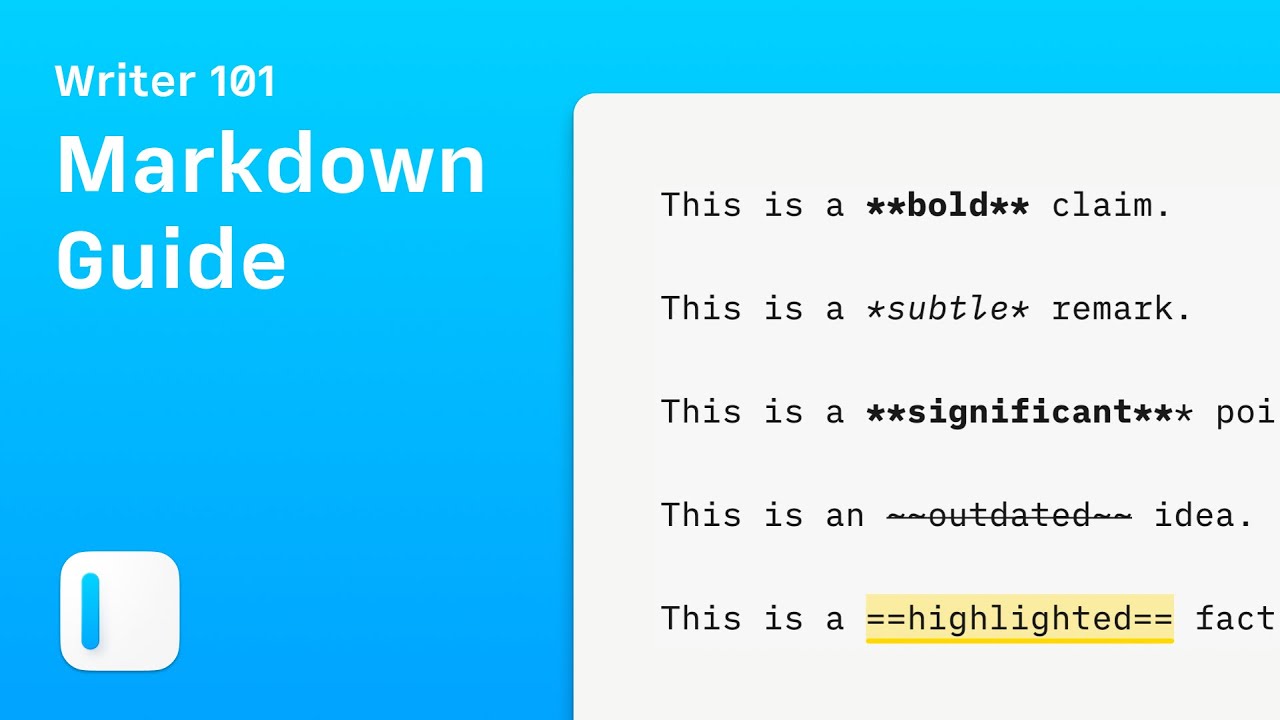 Writer 101
Markdown
Guide
This is a **bold** claim.
This is a *subtle* remark.
This is a **significant*** poi
This is an ~~outdated~~ idea.
This is a ==highlighted== fact